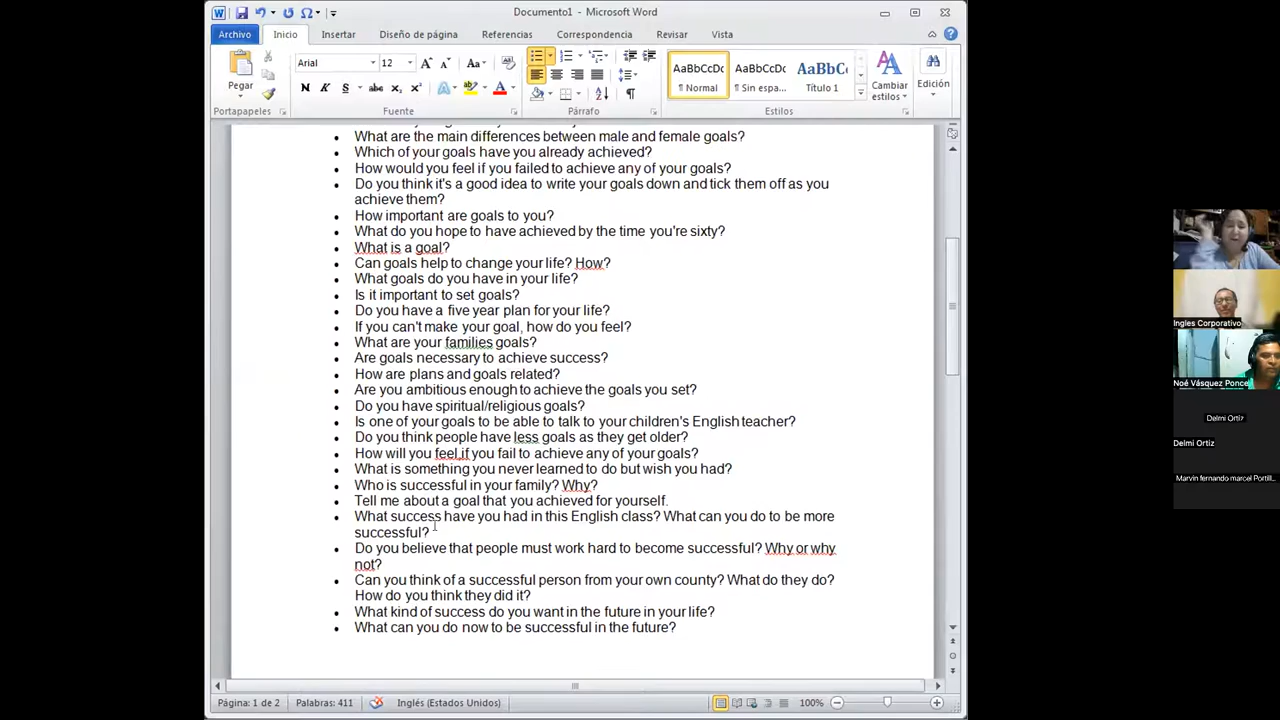 Documento1 - Microsoft Word
Archivo Inicio Insertar Diseño de página Referencias Correspondencia Revisar Vista
Pegar
Arial 12
AaBbCcDc AaBbCcDc AaBbC
¶ Normal ¶ Sin espa... Título 1
Cambiar estilos
Edición
Portapapeles Fuente Párrafo Estilos
What are the main differences between male and female goals?
Which of your goals have you already achieved?
How would you feel if you failed to achieve any of your goals?
Do you think it's a good idea to write your goals down and tick them off as you
achieve them?
How important are goals to you?
What do you hope to have achieved by the time you're sixty?
What is a goal?
Can goals help to change your life? How?
What goals do you have in your life?
Is it important to set goals?
Do you have a five year plan for your life?
If you can't make your goal, how do you feel?
What are your families goals?
Are goals necessary to achieve success?
How are plans and goals related?
Are you ambitious enough to achieve the goals you set?
Do you have spiritual/religious goals?
Is one of your goals to be able to talk to your children's English teacher?
Do you think people have less goals as they get older?
How will you feel,if you fail to achieve any of your goals?
What is something you never learned to do but wish you had?
Who is successful in your family? Why?
Tell me about a goal that you achieved for yourself.
What success have you had in this English class? What can you do to be more
successful?
Do you believe that people must work hard to become successful? Why or why
not?
Can you think of a successful person from your own county? What do they do?
How do you think they did it?
What kind of success do you want in the future in your life?
What can you do now to be successful in the future?
Página: 1 de 2 Palabras: 411 Inglés (Estados Unidos) 100%
Ingles Corporativo
Noé Vásquez Ponce
Delmi Ortiz
Delmi Ortiz
Marvin fernando marcel Portill